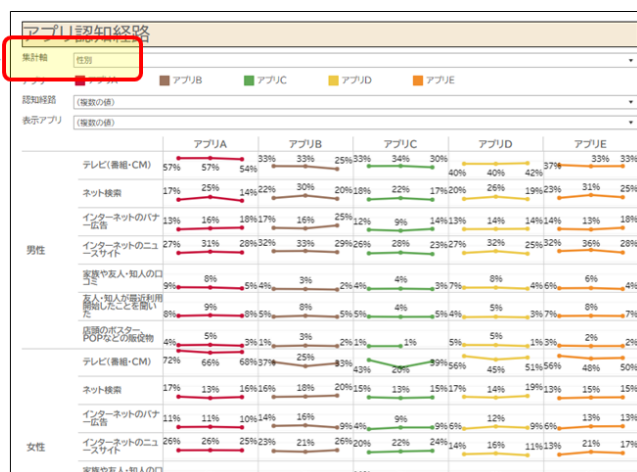 アプリ認知経路
集計軸 性別
アプリA アプリB アプリC アプリD アプリE
認知経路 (複数の値)
表示アプリ (複数の値)
アプリA アプリB アプリC アプリD アプリE
男性
テレビ(番組・CM) 57% 57% 54% 33% 33% 25% 33% 34% 30% 40% 40% 42% 37% 33% 33%
ネット検索 17% 25% 14% 22% 30% 20% 18% 22% 17% 20% 26% 19% 23% 31% 25%
インターネットのバナ
ー広告 13% 16% 18% 17% 16% 25% 12% 9% 14% 13% 14% 14% 14% 13% 18%
インターネットのニュ
ースサイト 27% 31% 28% 32% 33% 29% 26% 28% 23% 27% 32% 25% 32% 36% 28%
家族や友人・知人の口
コミ 9% 8% 5% 4% 3% 2% 4% 4% 3% 7% 8% 4% 6% 6% 4%
友人・知人が最近利用
開始したことを聞い
た 8% 9% 8% 5% 8% 5% 5% 4% 5% 4% 5% 3% 7% 8% 7%
店頭のポスター、
POPなどの販促物 4% 5% 3% 1% 3% 2% 1% 1% 5% 5% 1% 3% 2% 2%
女性
テレビ(番組・CM) 72% 66% 68% 37% 25% 33% 43% 20% 39% 56% 45% 51% 56% 48% 50%
ネット検索 17% 13% 16% 16% 18% 20% 15% 13% 15% 17% 14% 19% 13% 15% 15%
インターネットのバナ
ー広告 11% 11% 10% 14% 16% 9% 4% 9% 9% 6% 12% 9% 6% 13% 13%
インターネットのニュ
ースサイト 26% 26% 25% 23% 21% 26% 20% 22% 24% 14% 16% 11% 13% 21% 17%
家族や友人・知人の口